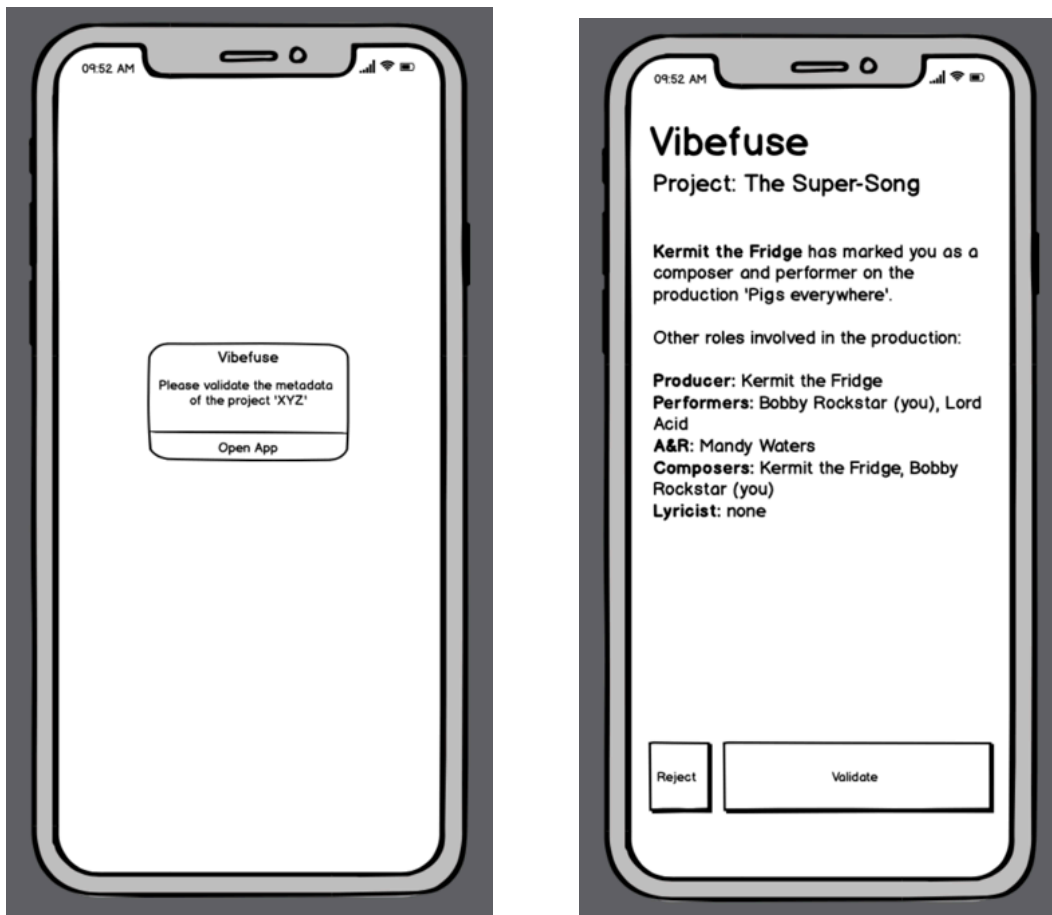 09:52 AM
Vibefuse
Please validate the metadata
of the project 'XYZ'
Open App
09:52 AM
Vibefuse
Project: The Super-Song
Kermit the Fridge has marked you as a
composer and performer on the
production 'Pigs everywhere'.
Other roles involved in the production:
Producer: Kermit the Fridge
Performers: Bobby Rockstar (you), Lord
Acid
A&R: Mandy Waters
Composers: Kermit the Fridge, Bobby
Rockstar (you)
Lyricist: none
Reject
Validate